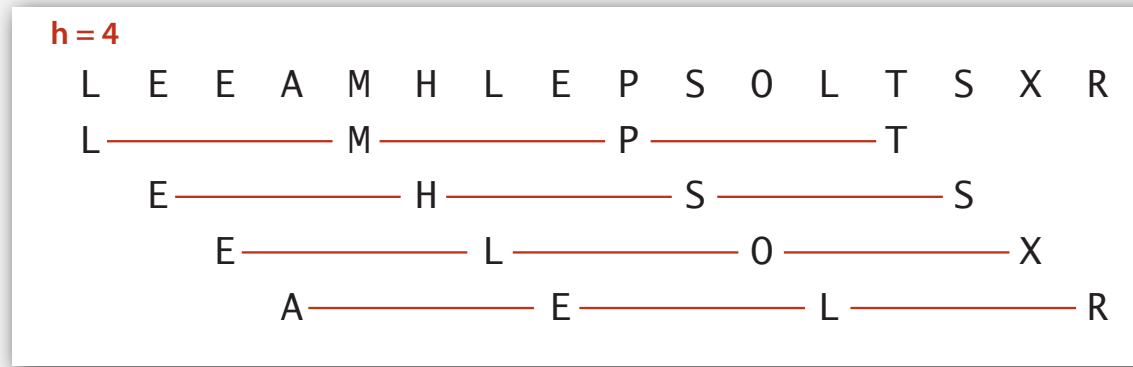 h = 4
L E E A M H L E P S O L T S X R
L M P T
E H S S
E L O X
A E L R